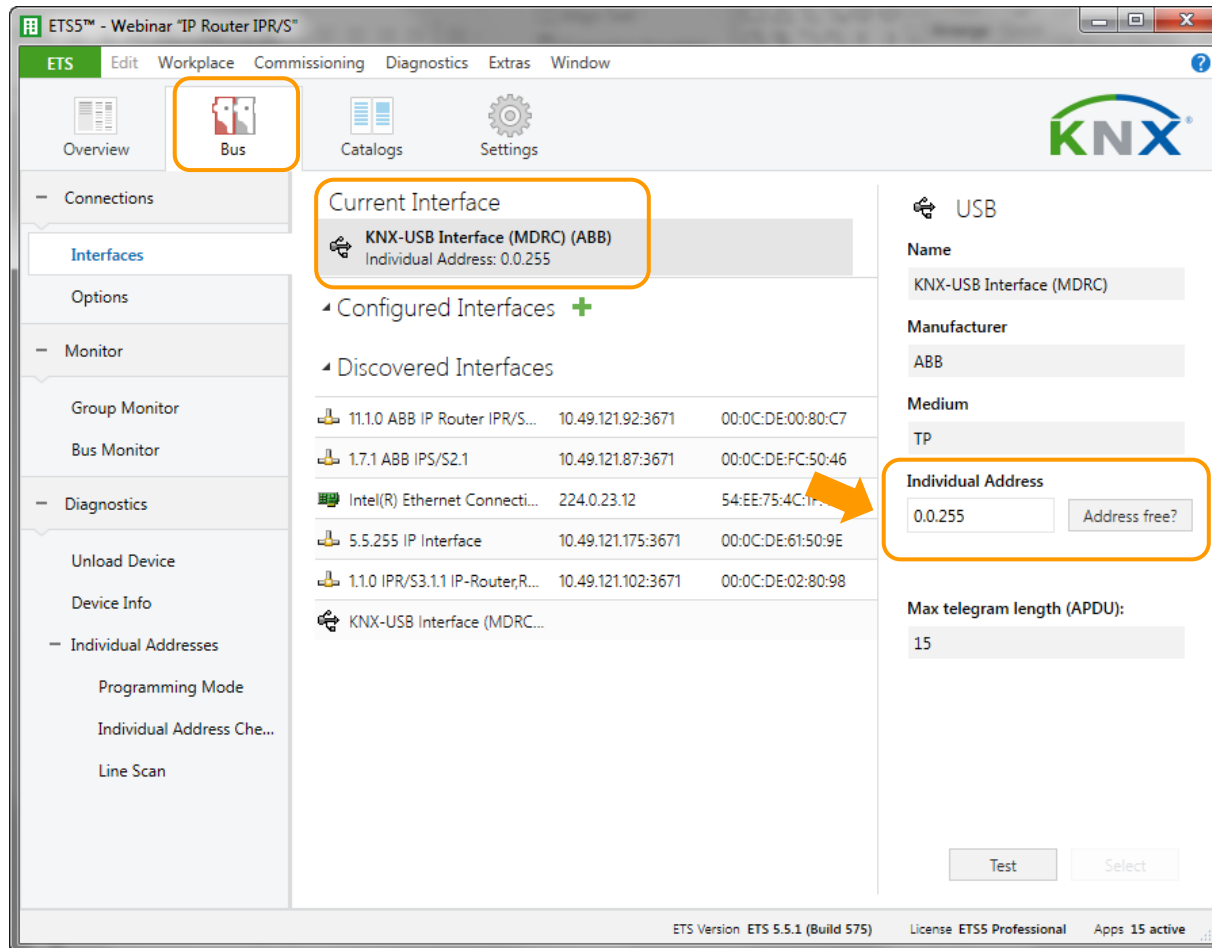 ETS5™ - Webinar "IP Router IPR/S"
ETS Edit Workplace Commissioning Diagnostics Extras Window ?
Overview Bus Catalogs Settings
KNX®
Connections
Interfaces
Options
Monitor
Group Monitor
Bus Monitor
Diagnostics
Unload Device
Device Info
Individual Addresses
Programming Mode
Individual Address Che...
Line Scan
Current Interface
KNX-USB Interface (MDRC) (ABB)
Individual Address: 0.0.255
Configured Interfaces
Discovered Interfaces
11.1.0 ABB IP Router IPR/S... 10.49.121.92:3671 00:0C:DE:00:80:C7
1.7.1 ABB IPS/S2.1 10.49.121.87:3671 00:0C:DE:FC:50:46
Intel(R) Ethernet Connecti... 224.0.23.12 54:EE:75:4C:
5.5.255 IP Interface 10.49.121.175:3671 00:0C:DE:61:50:9E
1.1.0 IPR/S3.1.1 IP-Router,R... 10.49.121.102:3671 00:0C:DE:02:80:98
KNX-USB Interface (MDRC...
USB
Name
KNX-USB Interface (MDRC)
Manufacturer
ABB
Medium
TP
Individual Address
0.0.255 Address free?
Max telegram length (APDU):
15
Test Select
ETS Version ETS 5.5.1 (Build 575) License ETS5 Professional Apps 15 active